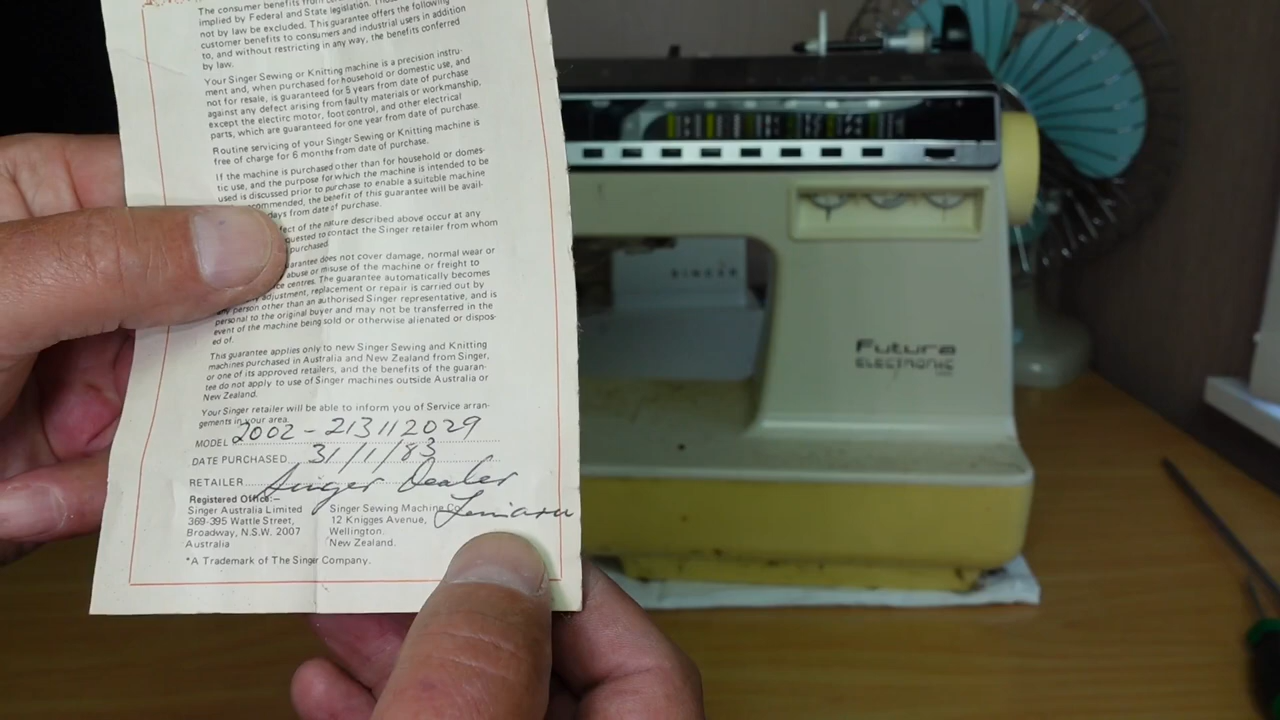 The consumer benefits from
implied by Federal and State legislation.
not by law be excluded. This guarantee offers the following
customer benefits to consumers and industrial users in addition
to, and without restricting in any way, the benefits conferred
by law.
Your Singer Sewing or Knitting machine is a precision instru-
ment and, when purchased for household or domestic use, and
not for resale, is guaranteed for 5 years from date of purchase
against any defect arising from faulty materials or workmanship,
except the electirc motor, foot control, and other electrical
parts, which are guaranteed for one year from date of purchase.
Routine servicing of your Singer Sewing or Knitting machine is
free of charge for 6 months from date of purchase.
If the machine is purchased other than for household or domes-
tic use, and the purpose for which the machine is intended to be
used is discussed prior to purchase to enable a suitable machine
ecommended, the benefit of this guarantee will be avail-
days from date of purchase.
fect of the nature described above occur at any
quested to contact the Singer retailer from whom
purchased.
arantee does not cover damage, normal wear or
abuse or misuse of the machine or freight to
ce centres. The guarantee automatically becomes
adjustment, replacement or repair is carried out by
any person other than an authorised Singer representative, and is
personal to the original buyer and may not be transferred in the
event of the machine being sold or otherwise alienated or dispos-
ed of.
This guarantee applies only to new Singer Sewing and Knitting
machines purchased in Australia and New Zealand from Singer,
or one of its approved retailers, and the benefits of the guaran-
tee do not apply to use of Singer machines outside Australia or
New Zealand.
Your Singer retailer will be able to inform you of Service arran-
gements in your area.
MODEL 2002 - 213112029
DATE PURCHASED 31/1/83
RETAILER Singer Dealer
Registered Office:-
Singer Australia Limited
369-395 Wattle Street,
Broadway, N.S.W. 2007
Australia
Singer Sewing Machine Co
12 Knigges Avenue,
Wellington.
New Zealand.
*A Trademark of The Singer Company.
Futura
ELECTRONIC
SINGER